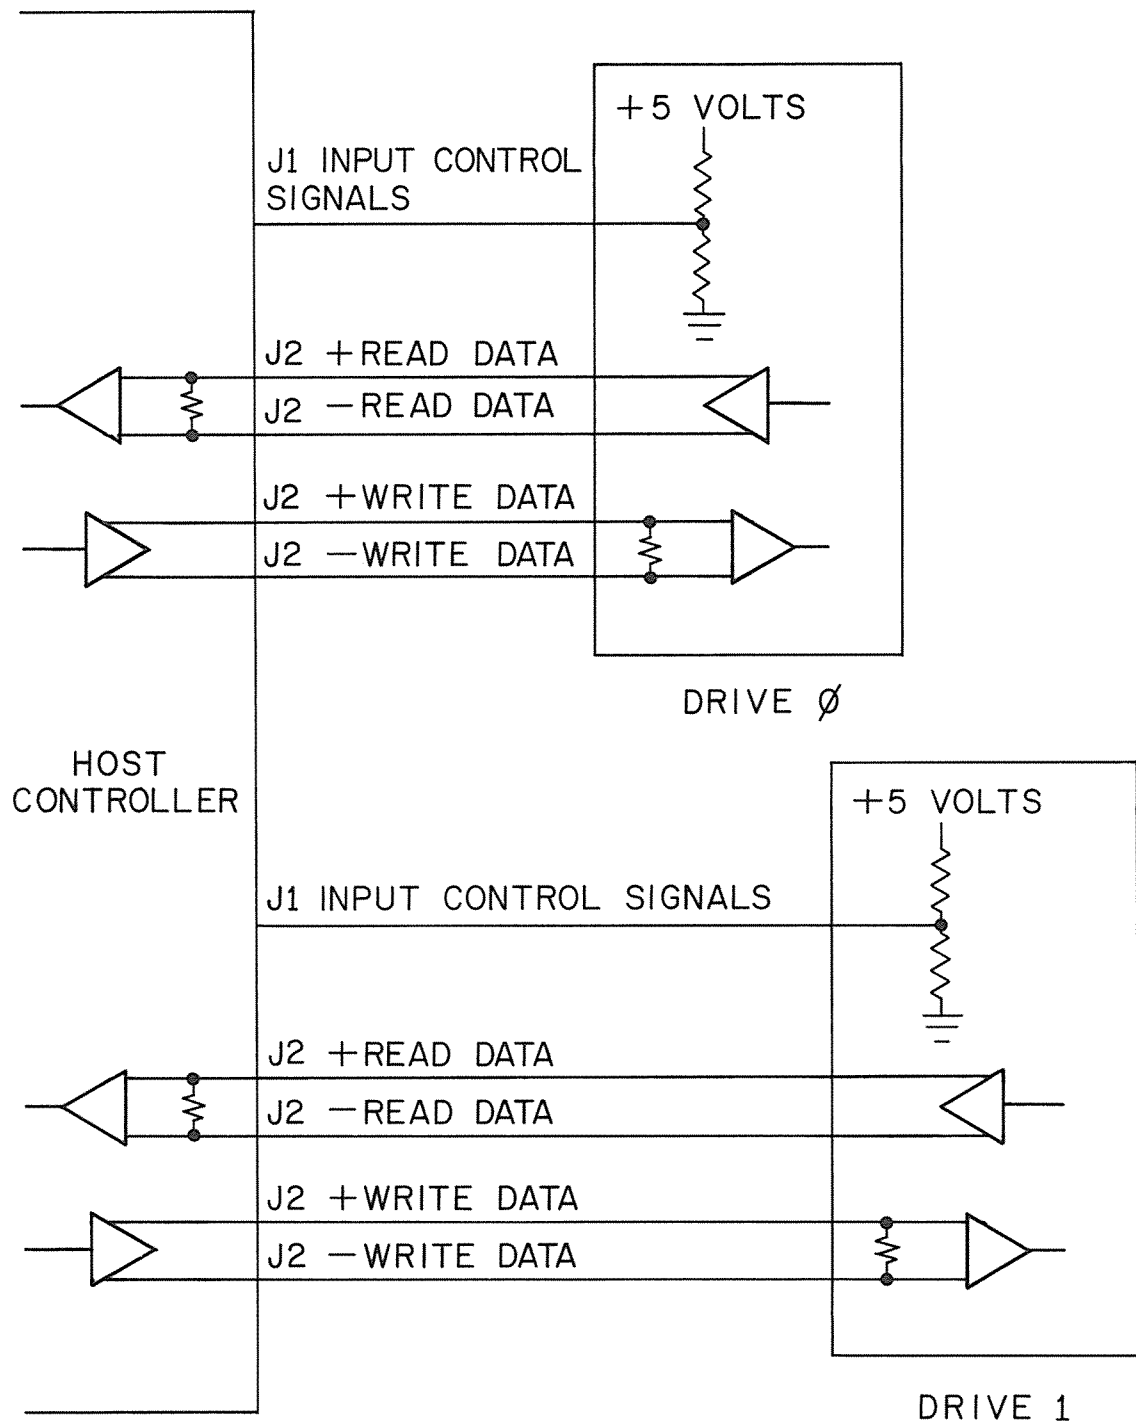 +5 VOLTS
J1 INPUT CONTROL
SIGNALS
J2 +READ DATA
J2 -READ DATA
J2 +WRITE DATA
J2 -WRITE DATA
DRIVE Ø
HOST
CONTROLLER
+5 VOLTS
J1 INPUT CONTROL SIGNALS
J2 +READ DATA
J2 -READ DATA
J2 +WRITE DATA
J2 -WRITE DATA
DRIVE 1